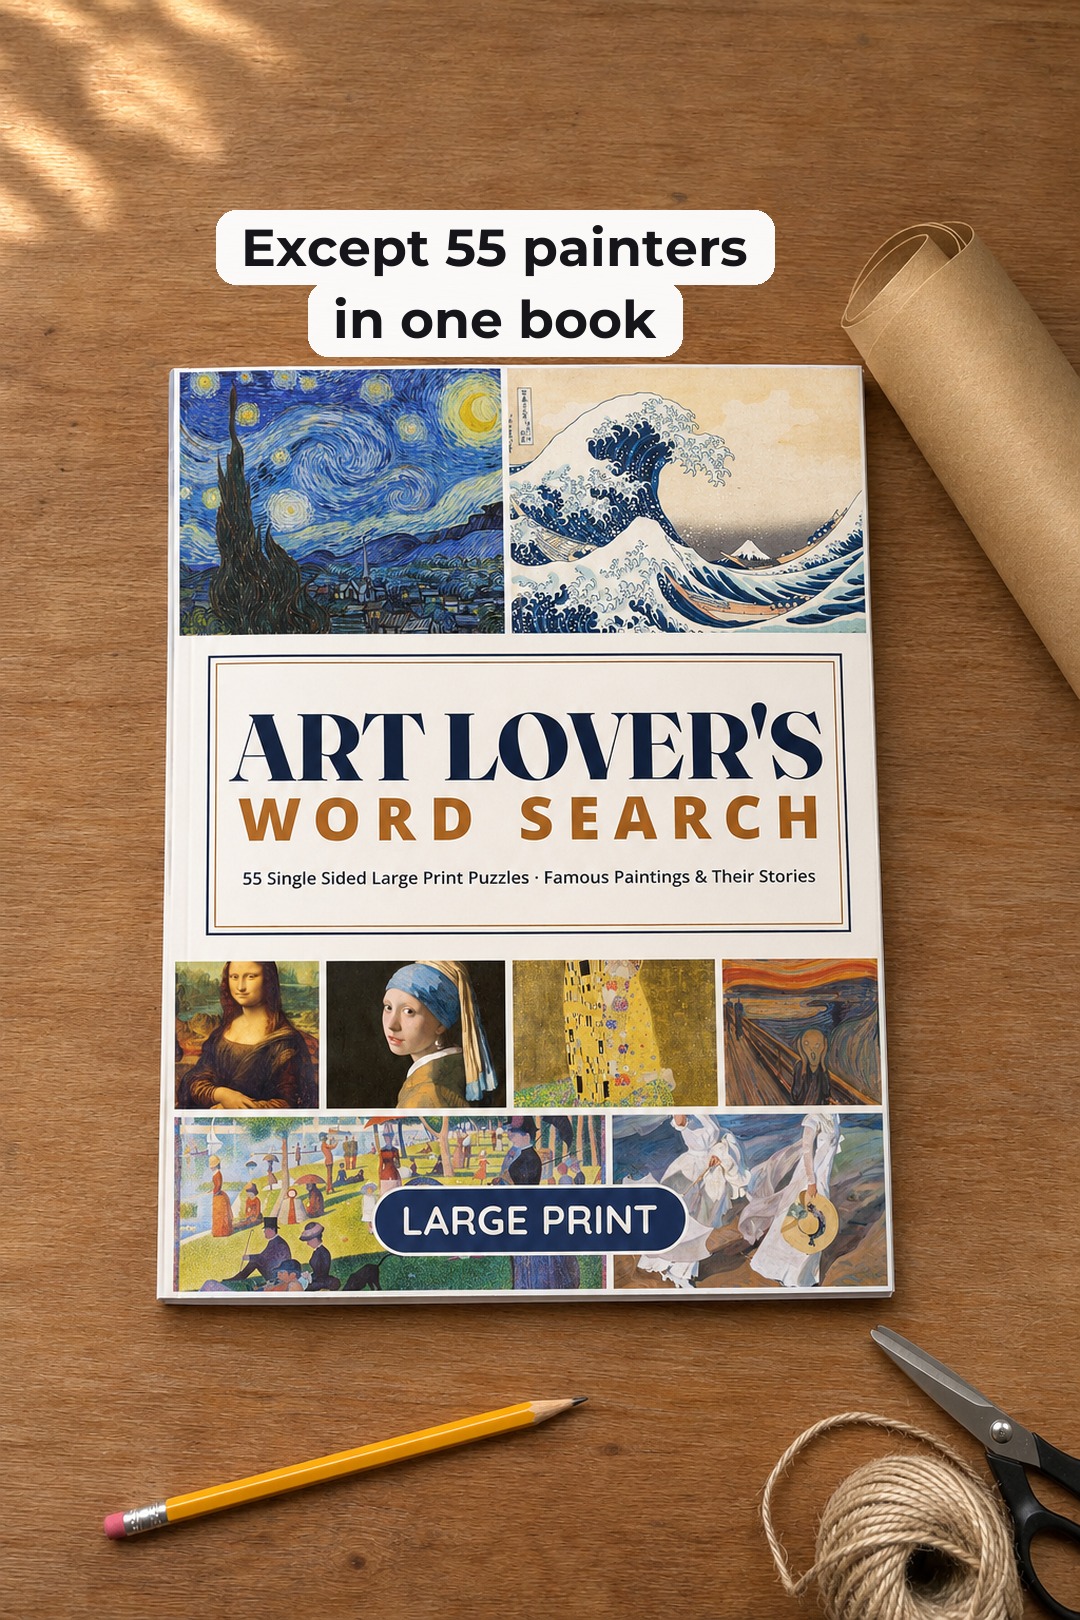 Except 55 painters
in one book
ART LOVER'S
WORD SEARCH
55 Single Sided Large Print Puzzles · Famous Paintings & Their Stories
LARGE PRINT